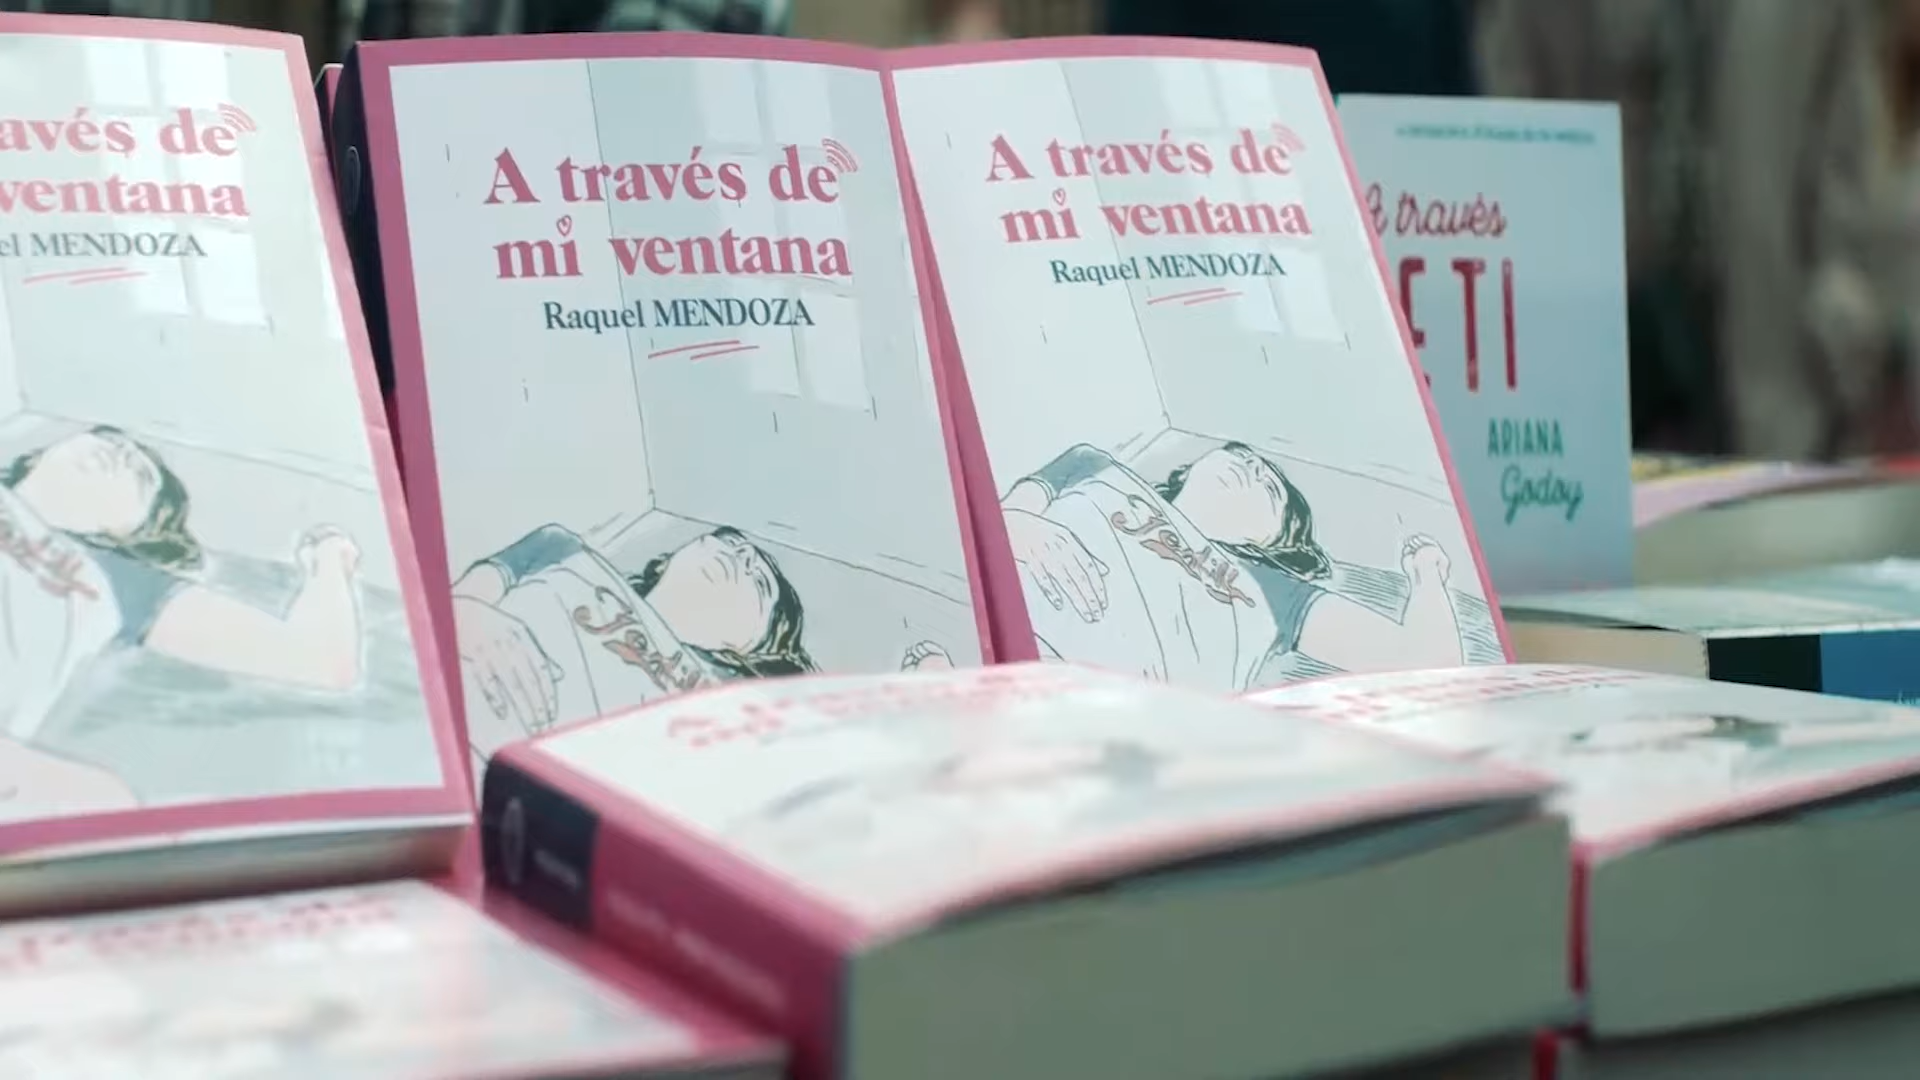 avés de
ventana
el MENDOZA
A través de
mi ventana
Raquel MENDOZA
A través de
mi ventana
Raquel MENDOZA
A través
E TI
ARIANA
Godoy